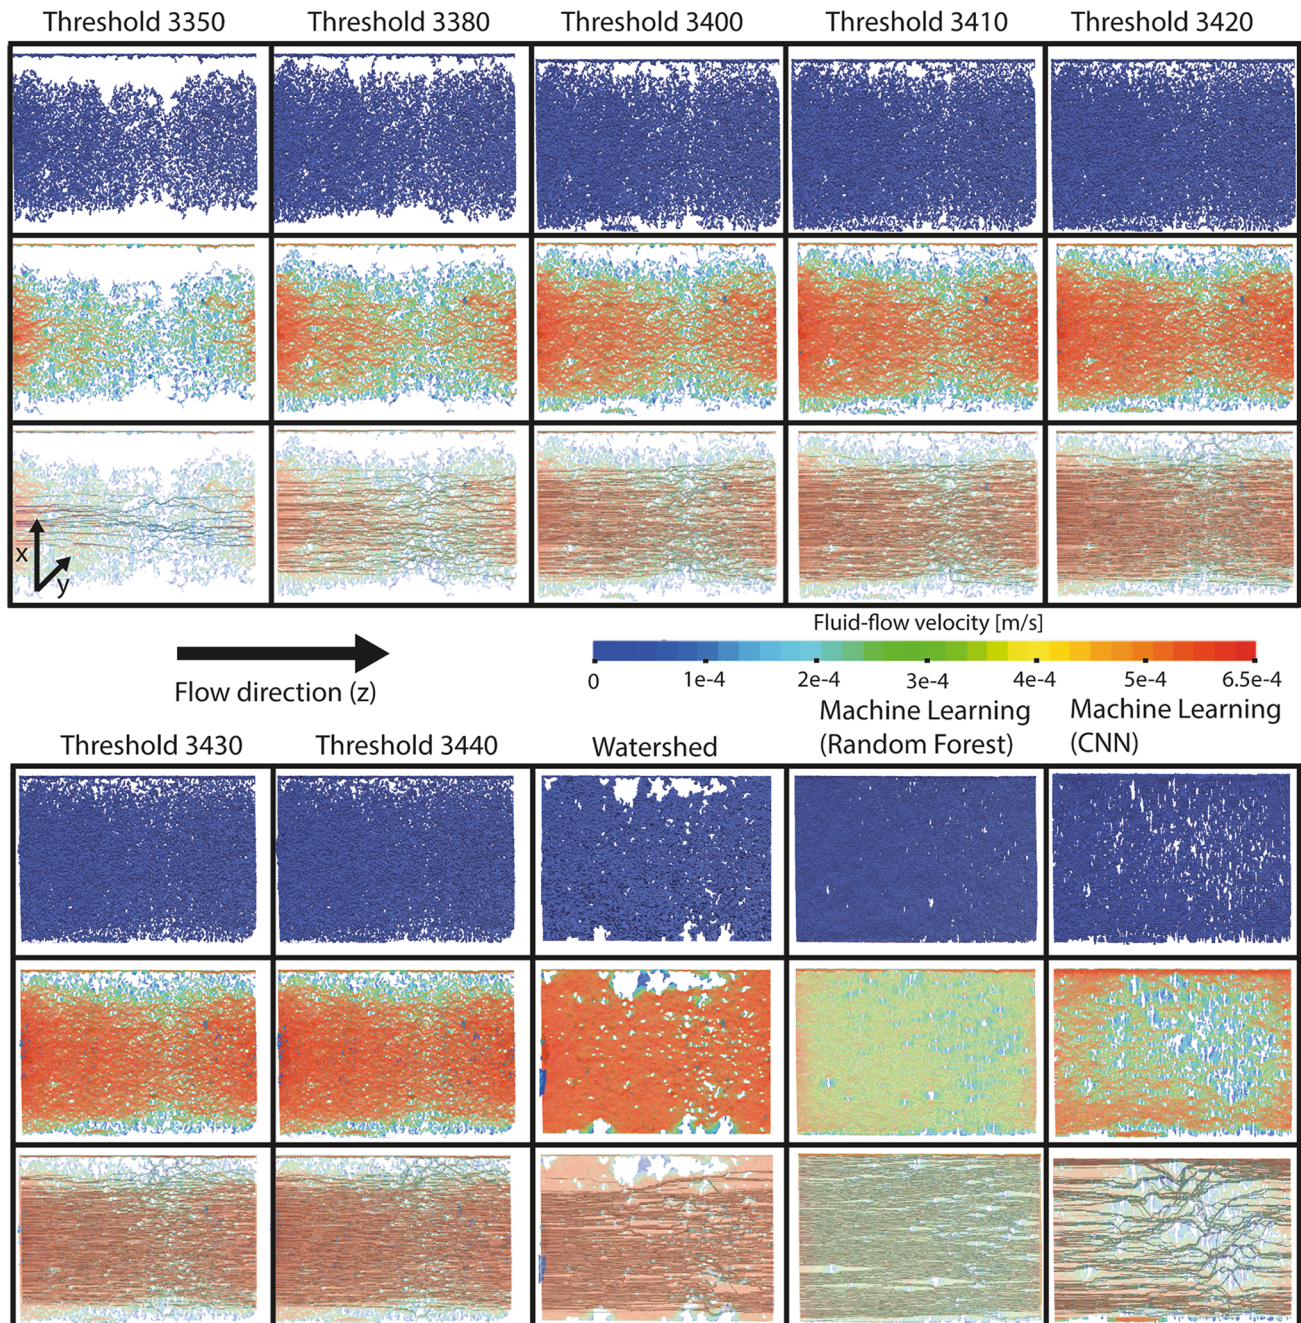 Threshold 3350
Threshold 3380
Threshold 3400
Threshold 3410
Threshold 3420
x
y
Flow direction (z)
Fluid-flow velocity [m/s]
0
1e-4
2e-4
3e-4
4e-4
5e-4
6.5e-4
Threshold 3430
Threshold 3440
Watershed
Machine Learning
(Random Forest)
Machine Learning
(CNN)